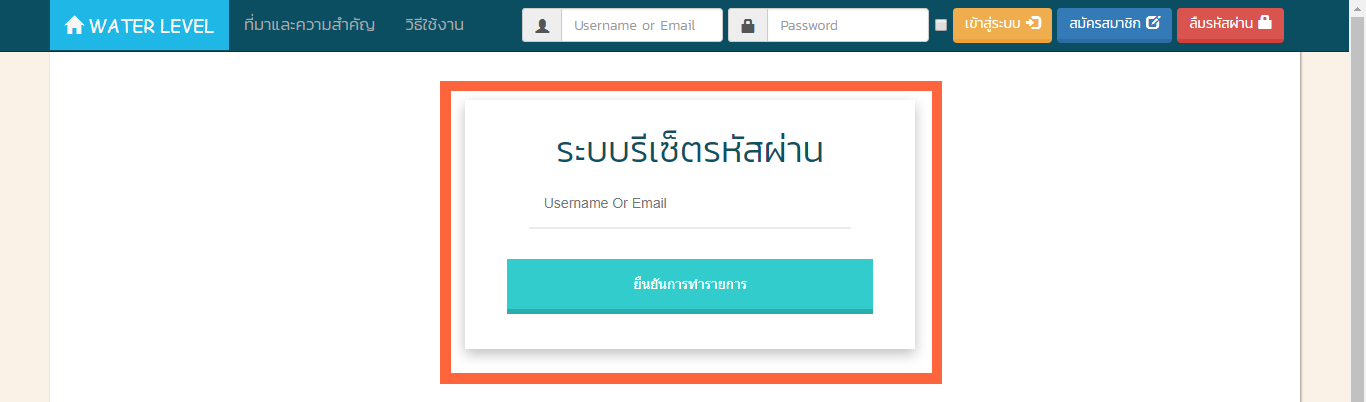 WATER LEVEL ที่มาและความสำคัญ วิธีใช้งาน Username or Email Password เข้าสู่ระบบ สมัครสมาชิก ลืมรหัสผ่าน
ระบบรีเซ็ตรหัสผ่าน
Username Or Email
ยืนยันการทำรายการ